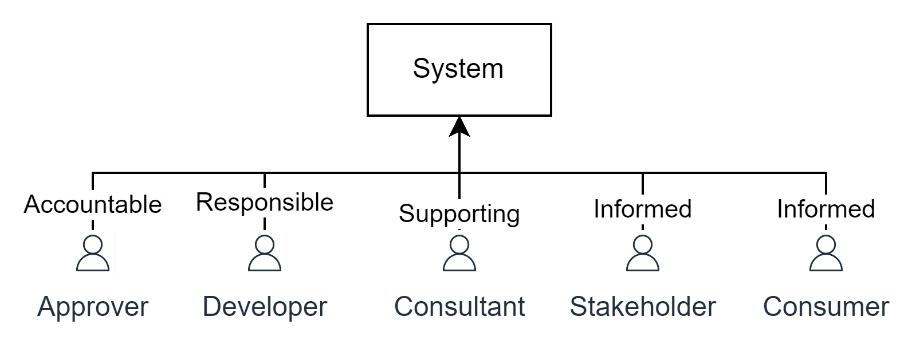 System
Accountable Responsible Supporting Informed Informed
Approver Developer Consultant Stakeholder Consumer